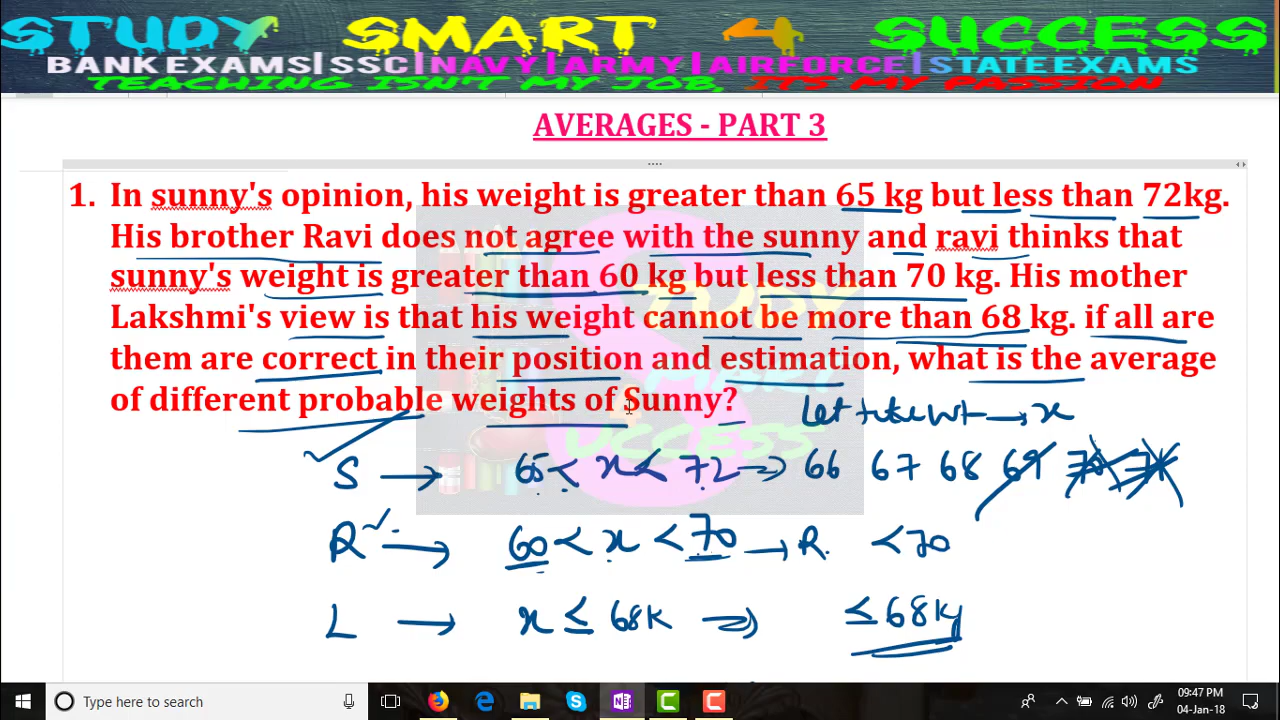 STUDY SMART 4 SUCCESS
BANK EXAMS|SSC|NAVY|ARMY|AIRFORCE|STATE EXAMS
TEACHING ISN'T MY JOB, IT'S MY PASSION
AVERAGES - PART 3
1. In sunny's opinion, his weight is greater than 65 kg but less than 72kg.
His brother Ravi does not agree with the sunny and ravi thinks that
sunny's weight is greater than 60 kg but less than 70 kg. His mother
Lakshmi's view is that his weight cannot be more than 68 kg. if all are
them are correct in their position and estimation, what is the average
of different probable weights of Sunny?
Let take wt → x
S → 65 < x < 72 ⇒ 66 67 68 69 70 71
R → 60 < x < 70 → R < 70
L → x ≤ 68K ⇒ ≤ 68Kg
STUDY
SMART
SUCCESS
Type here to search
09:47 PM
04-Jan-18